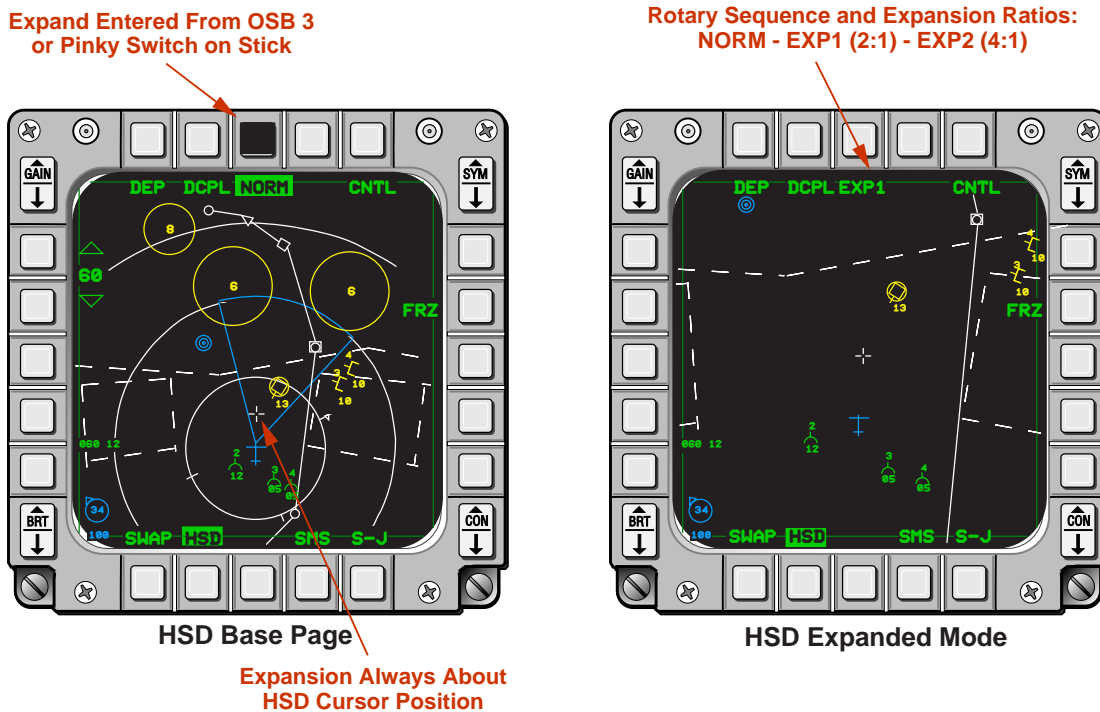 Expand Entered From OSB 3
or Pinky Switch on Stick
Rotary Sequence and Expansion Ratios:
NORM - EXP1 (2:1) - EXP2 (4:1)
GAIN
SYM
DEP DCPL NORM CNTL
8
60
6
6
FRZ
4
3
10
10
13
060 12
2
12
3
05
4
05
34
100
BRT
CON
SWAP HSD SMS S-J
HSD Base Page
Expansion Always About
HSD Cursor Position
GAIN
SYM
DEP DCPL EXP1 CNTL
4
10
3
10
13
FRZ
060 12
2
12
3
05
4
05
34
100
BRT
CON
SWAP HSD SMS S-J
HSD Expanded Mode